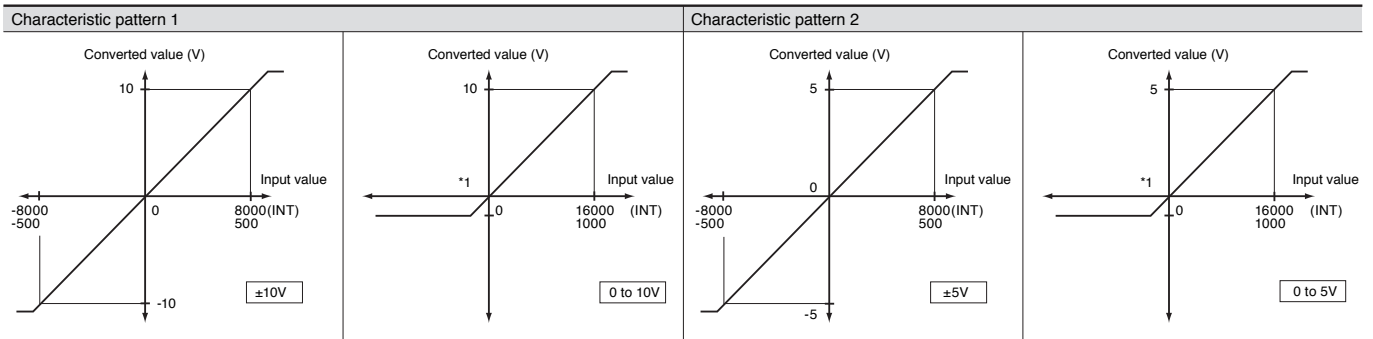 Characteristic pattern 1
Characteristic pattern 2
Converted value (V)
10
Input value
-8000
-500
0
8000(INT)
500
-10
±10V
Converted value (V)
10
*1
Input value
0
16000 (INT)
1000
0 to 10V
Converted value (V)
5
0
Input value
-8000
-500
8000(INT)
500
-5
±5V
Converted value (V)
5
*1
Input value
0
16000 (INT)
1000
0 to 5V